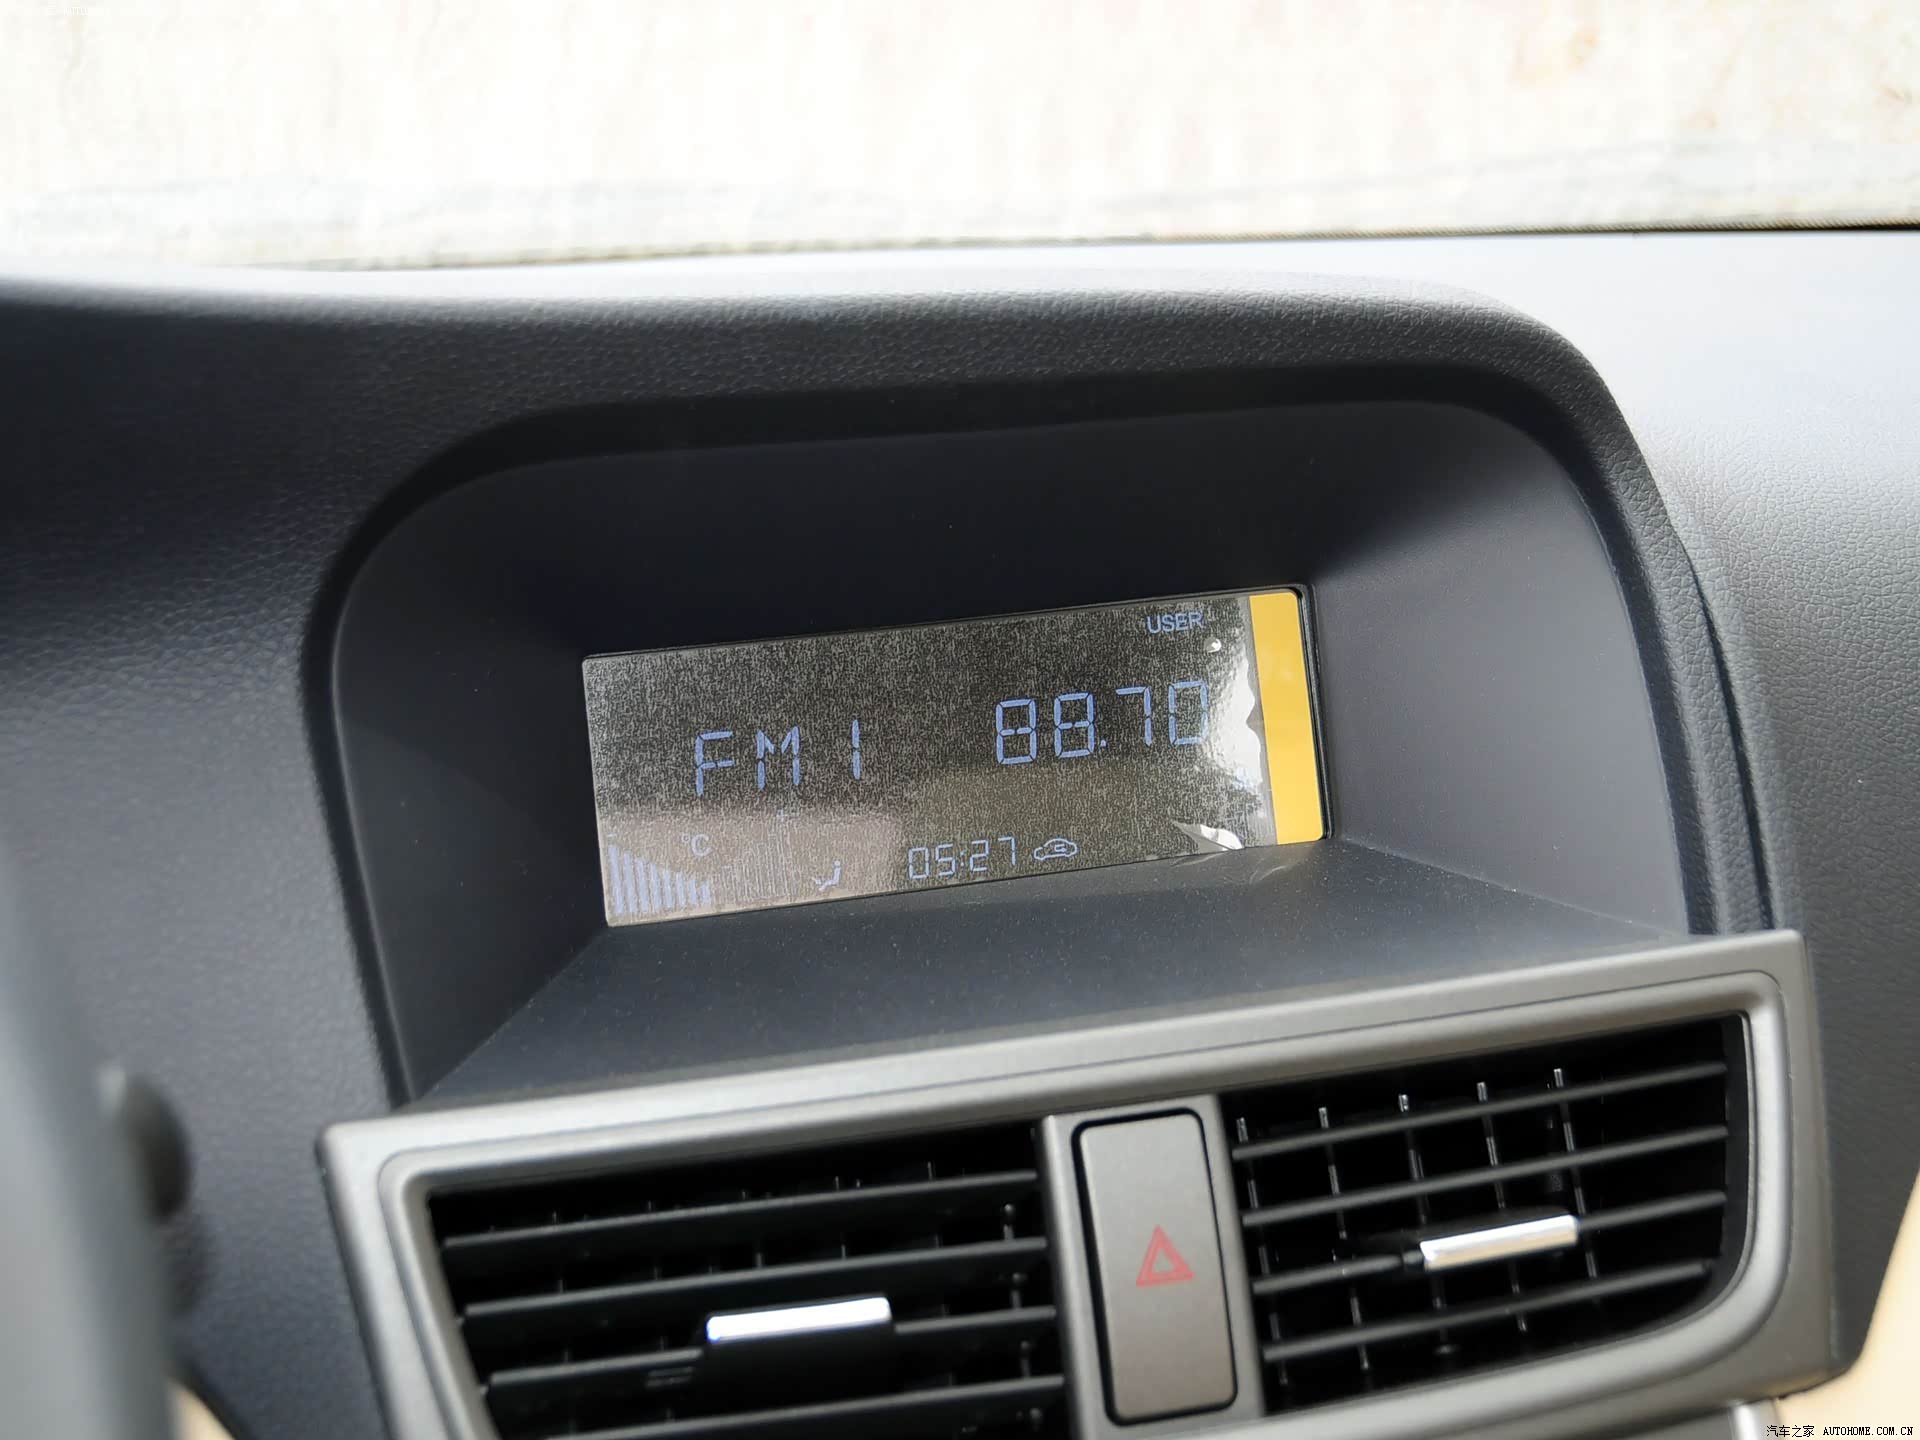 USER
FM1 88.70
°C
05:27
汽车之家 AUTOHOME.COM.CN